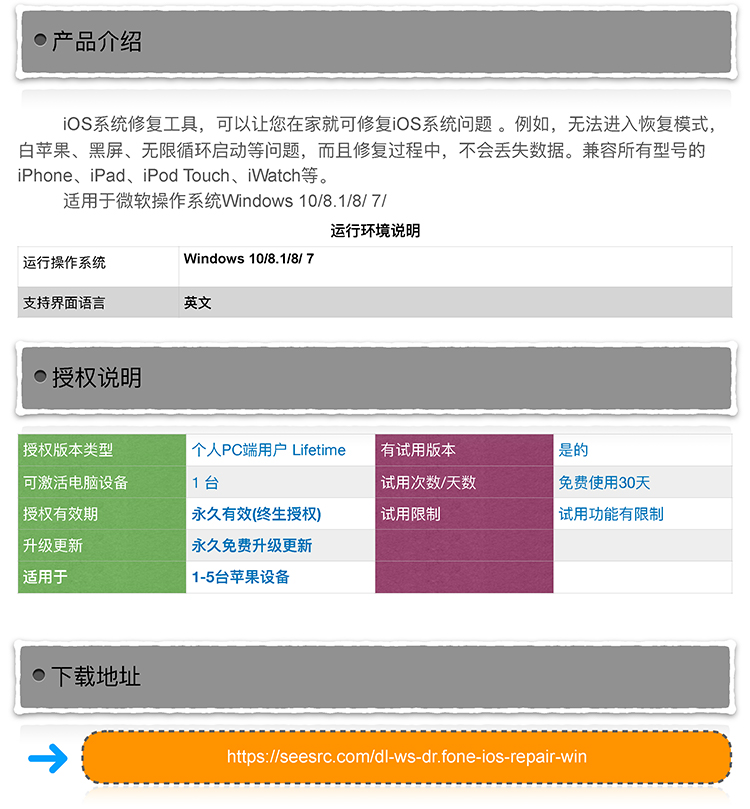 产品介绍
iOS系统修复工具，可以让您在家就可修复iOS系统问题 。例如，无法进入恢复模式，
白苹果、黑屏、无限循环启动等问题，而且修复过程中，不会丢失数据。兼容所有型号的
iPhone、iPad、iPod Touch、iWatch等。
适用于微软操作系统Windows 10/8.1/8/ 7/
运行环境说明
运行操作系统 Windows 10/8.1/8/ 7
支持界面语言 英文
授权说明
授权版本类型 个人PC端用户 Lifetime 有试用版本 是的
可激活电脑设备 1 台 试用次数/天数 免费使用30天
授权有效期 永久有效(终生授权) 试用限制 试用功能有限制
升级更新 永久免费升级更新
适用于 1-5台苹果设备
下载地址
https://seesrc.com/dl-ws-dr.fone-ios-repair-win